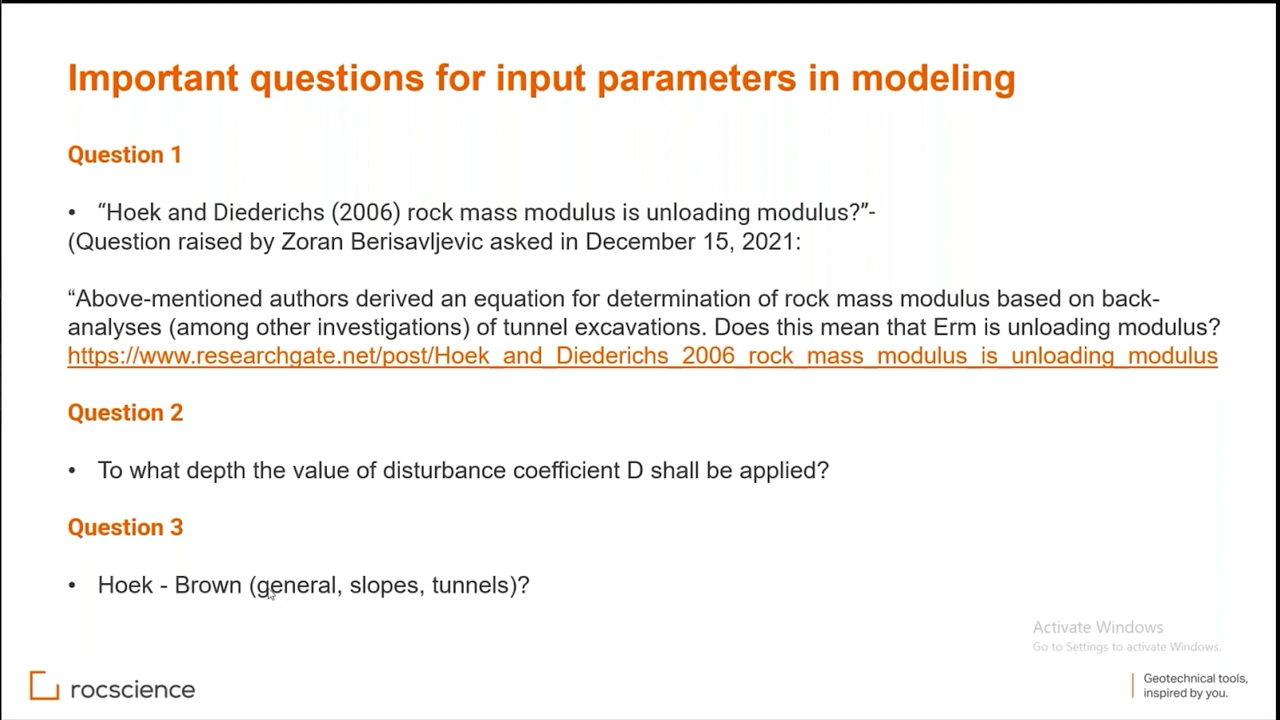 Important questions for input parameters in modeling
Question 1
• “Hoek and Diederichs (2006) rock mass modulus is unloading modulus?”-
(Question raised by Zoran Berisavljevic asked in December 15, 2021:
“Above-mentioned authors derived an equation for determination of rock mass modulus based on back-
analyses (among other investigations) of tunnel excavations. Does this mean that Erm is unloading modulus?
https://www.researchgate.net/post/Hoek_and_Diederichs_2006_rock_mass_modulus_is_unloading_modulus
Question 2
• To what depth the value of disturbance coefficient D shall be applied?
Question 3
• Hoek - Brown (general, slopes, tunnels)?
Activate Windows
Go to Settings to activate Windows.
rocscience
Geotechnical tools,
inspired by you.